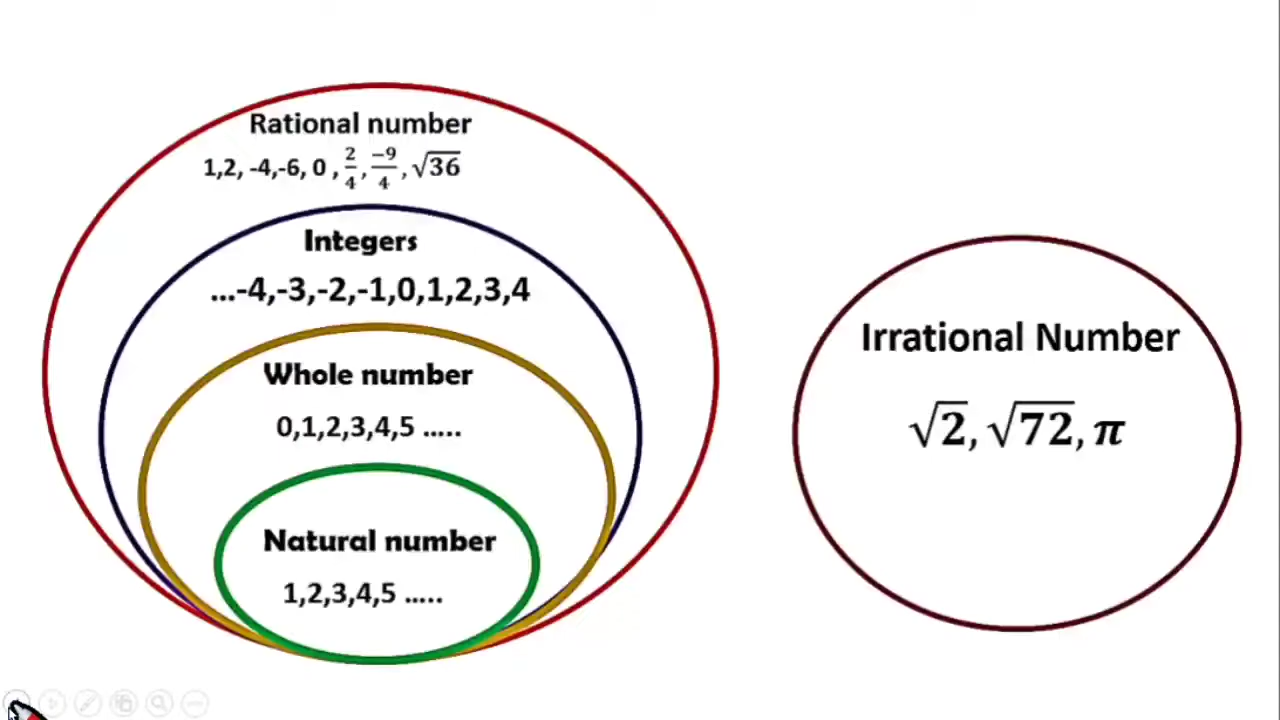 Rational number
1,2, -4,-6, 0 , 2/4, -9/4, √36
Integers
...-4,-3,-2,-1,0,1,2,3,4
Whole number
0,1,2,3,4,5 .....
Natural number
1,2,3,4,5 .....
Irrational Number
√2, √72, π